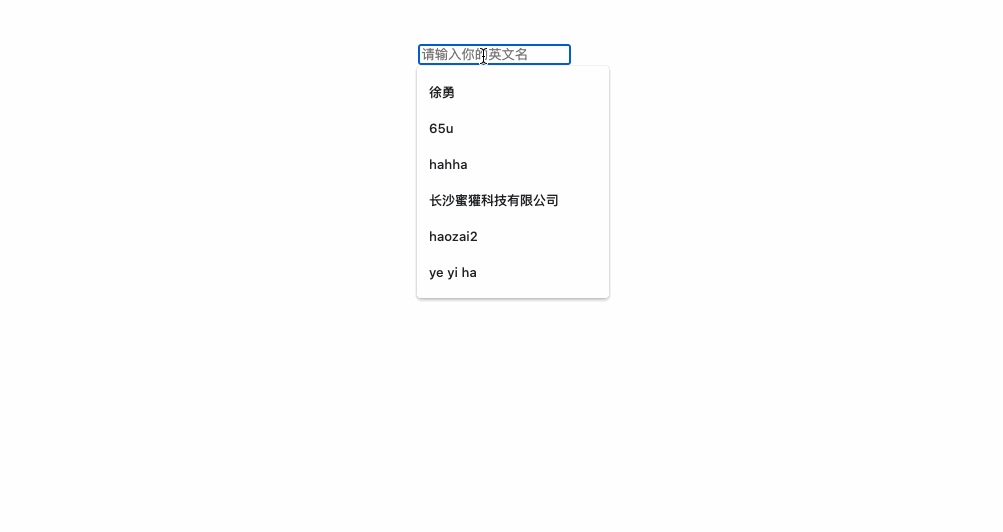 请输入你的英文名
徐勇
65u
hahha
长沙蜜獾科技有限公司
haozai2
ye yi ha